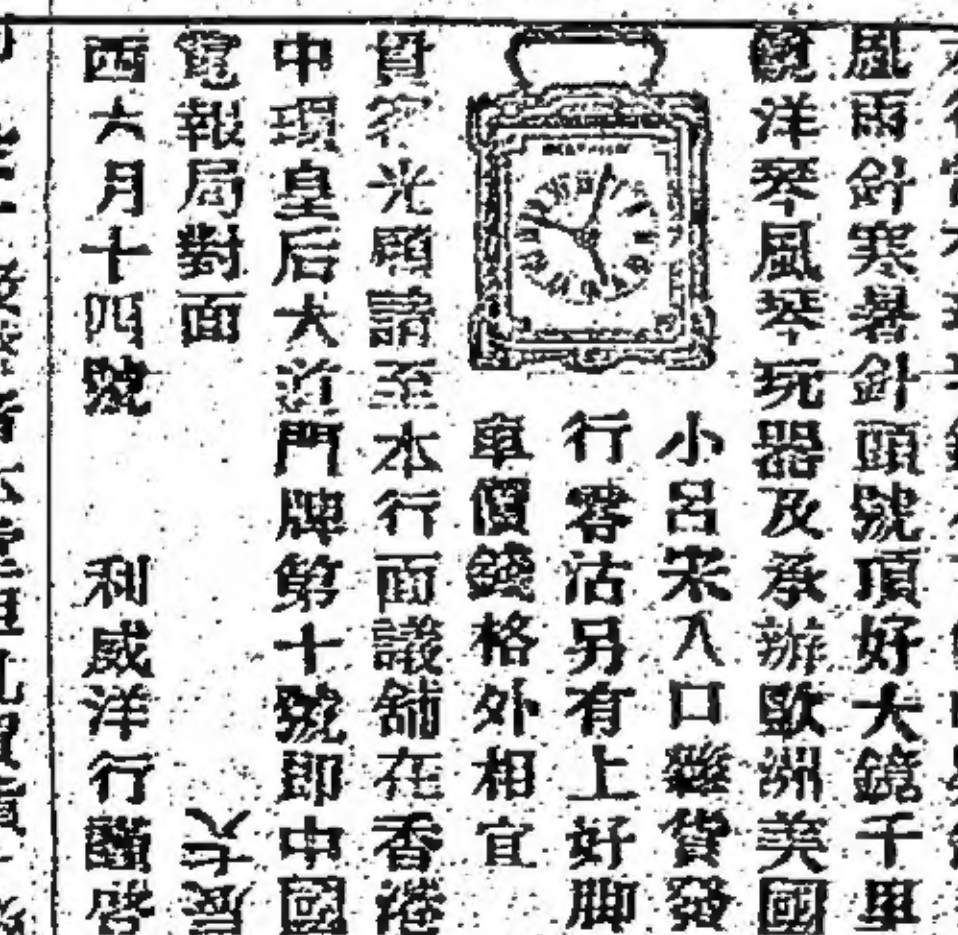 風雨針寒暑針頭號頂好大鏡千里
鏡洋琴風琴玩器及承辦歐洲美國
小呂宋入口雜貨發
行零沽另有上好脚
車價錢格外相宜
貴客光顧請至本行面議舖在香港
中環皇后大道門牌第十號即中國
電報局對面
西六月十四號 利威洋行謹啓